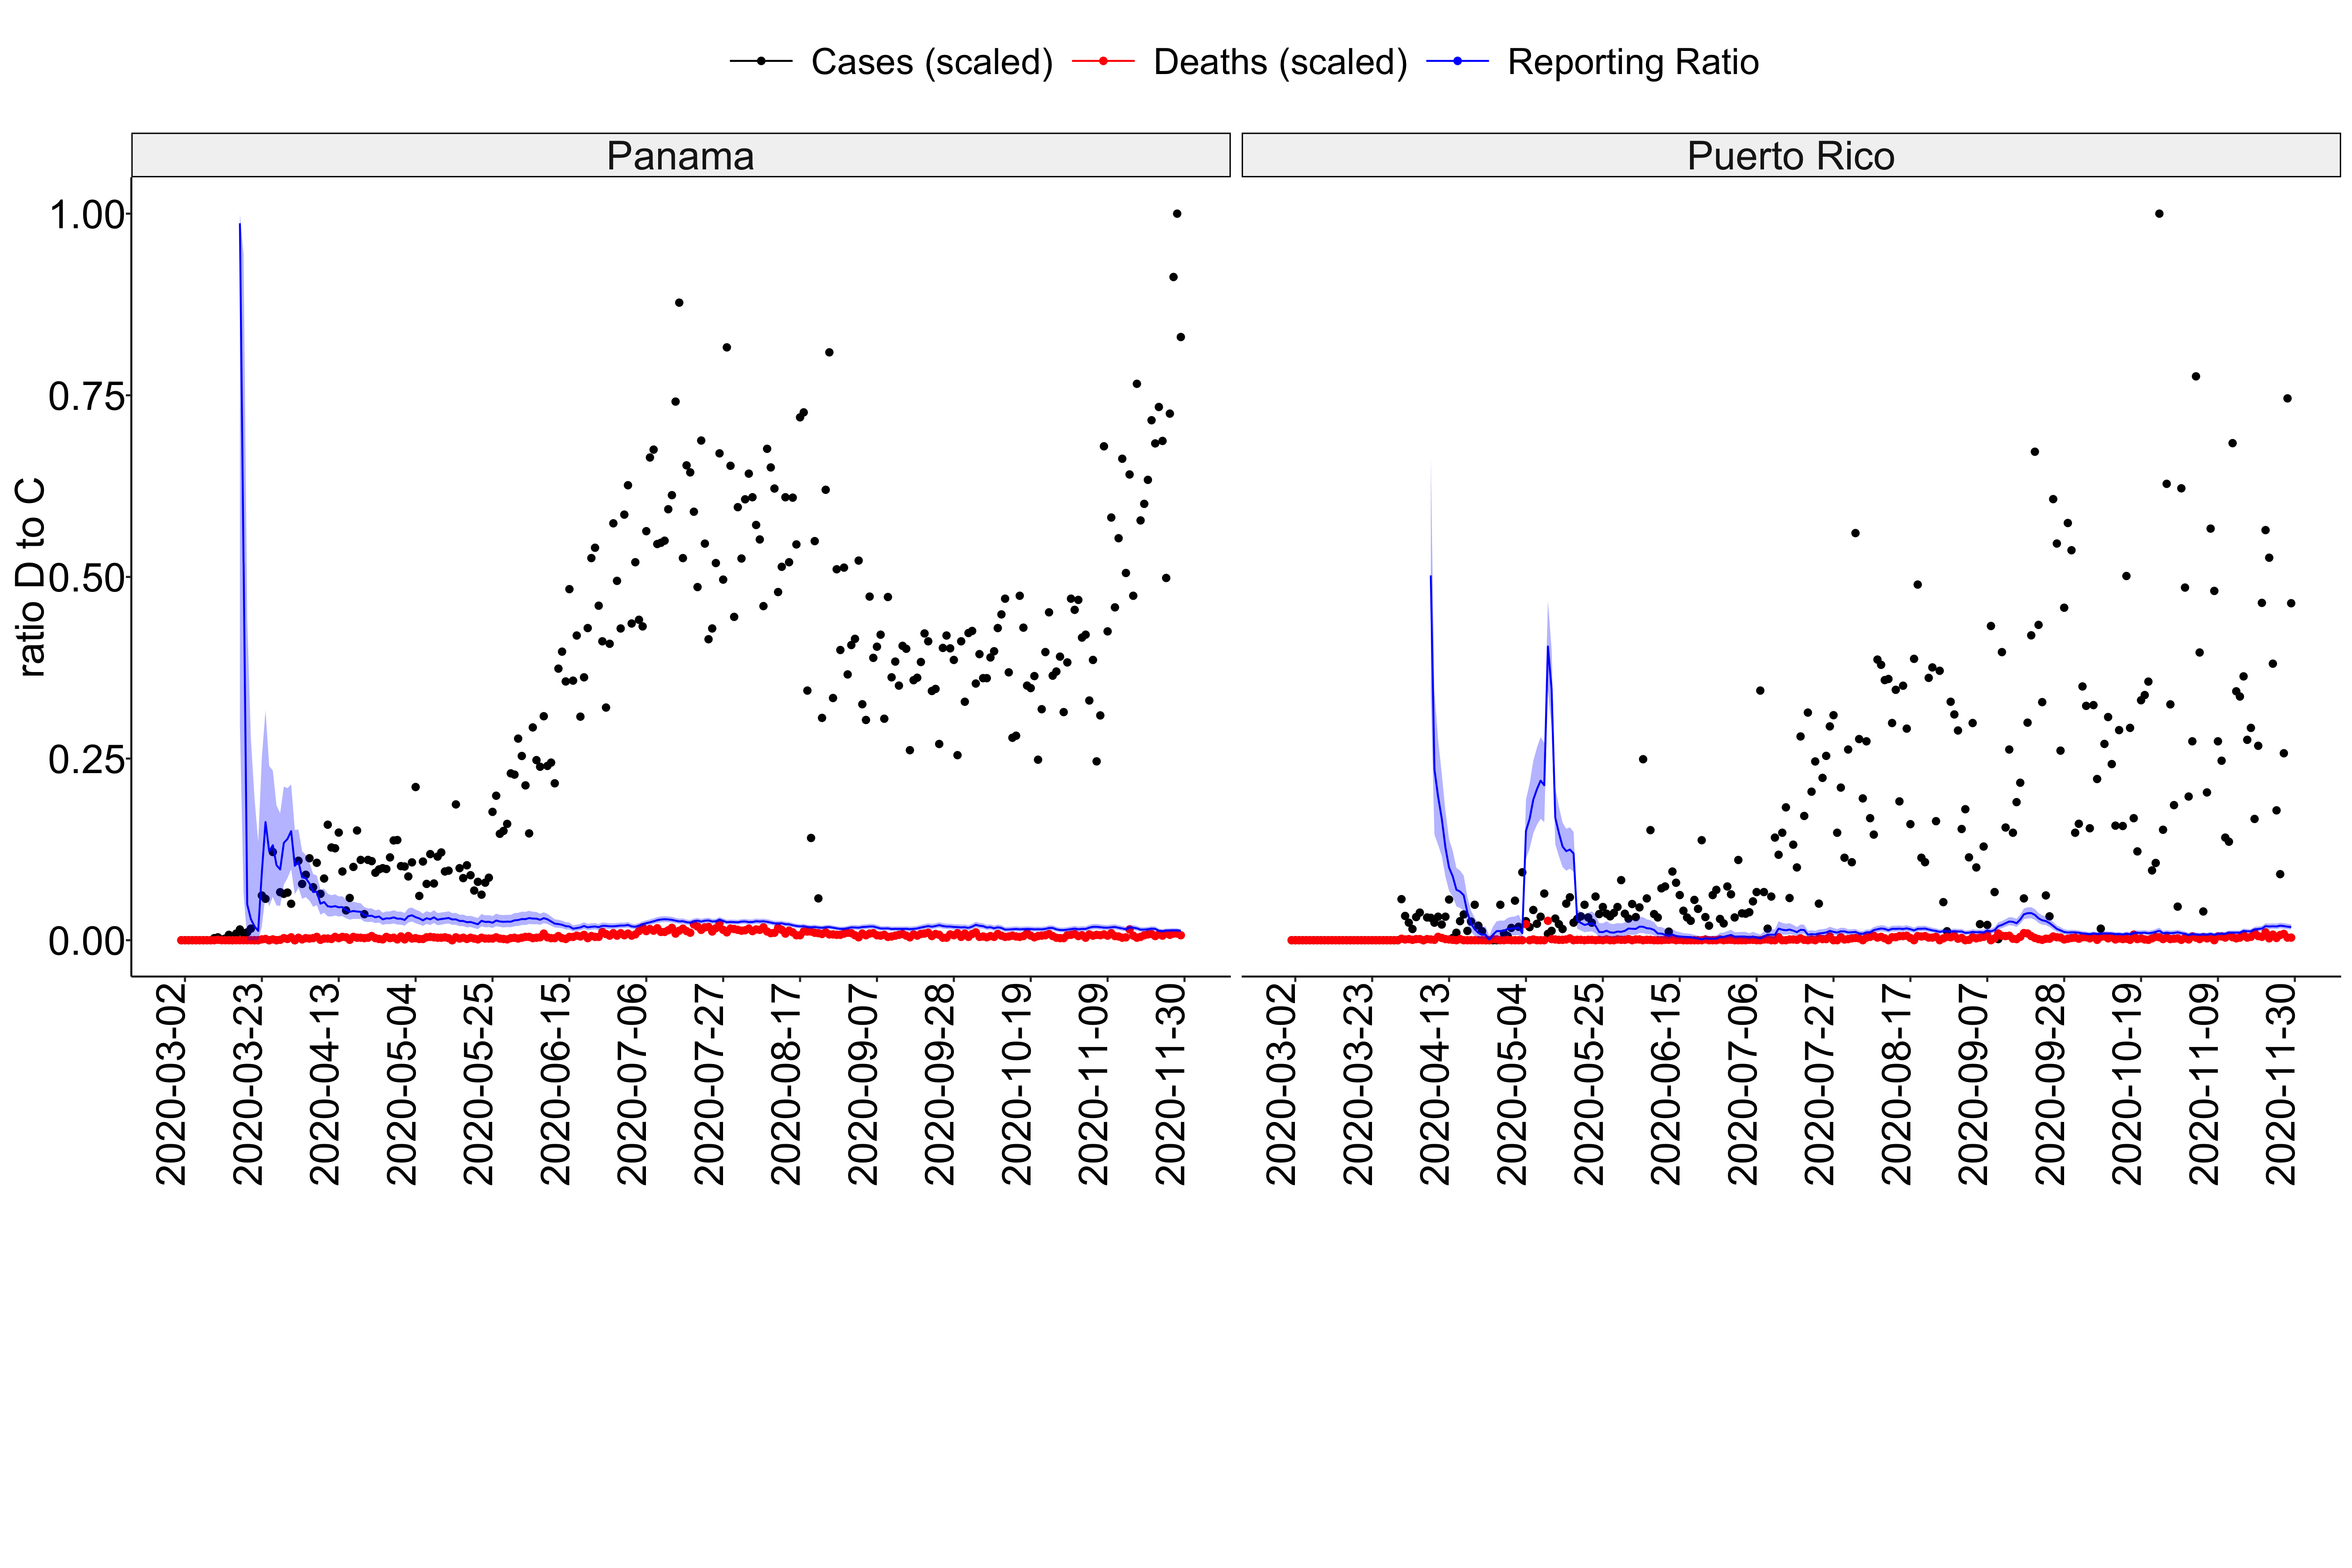 Cases (scaled) Deaths (scaled) Reporting Ratio
Panama Puerto Rico
ratio D to C
1.00
0.75
0.50
0.25
0.00
2020-03-02 2020-03-23 2020-04-13 2020-05-04 2020-05-25 2020-06-15 2020-07-06 2020-07-27 2020-08-17 2020-09-07 2020-09-28 2020-10-19 2020-11-09 2020-11-30 2020-03-02 2020-03-23 2020-04-13 2020-05-04 2020-05-25 2020-06-15 2020-07-06 2020-07-27 2020-08-17 2020-09-07 2020-09-28 2020-10-19 2020-11-09 2020-11-30